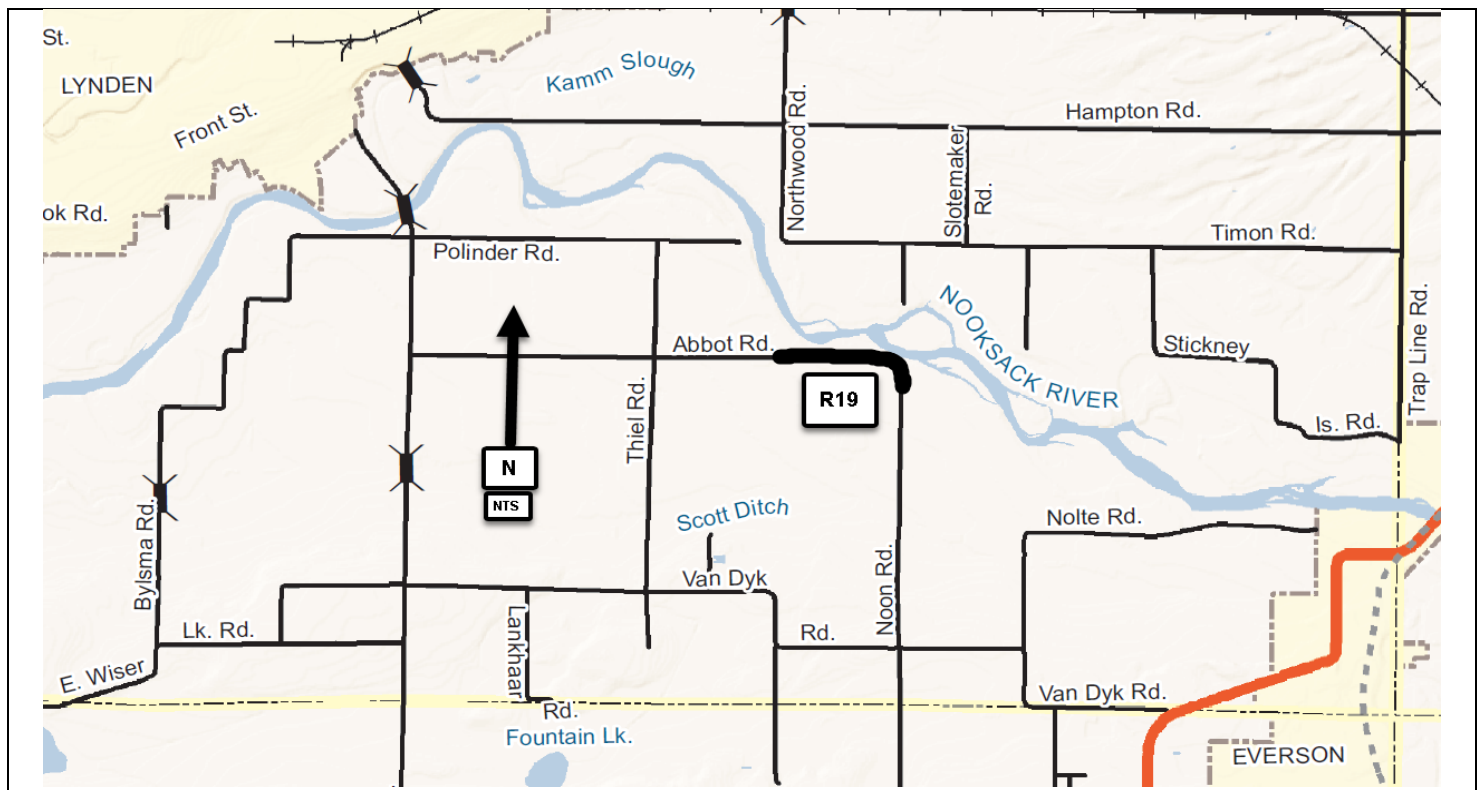 St.
LYNDEN
Front St.
Kamm Slough
Hampton Rd.
Northwood Rd.
Slotemaker
Rd.
ok Rd.
Polinder Rd.
Timon Rd.
NOOKSACK RIVER
Trap Line Rd.
Abbot Rd.
Stickney
R19
Thiel Rd.
Is. Rd.
N
NTS
Scott Ditch
Nolte Rd.
Bylsma Rd.
Van Dyk
Noon Rd.
Lk. Rd.
Lankhaar
Rd.
E. Wiser
Van Dyk Rd.
Rd.
Fountain Lk.
EVERSON